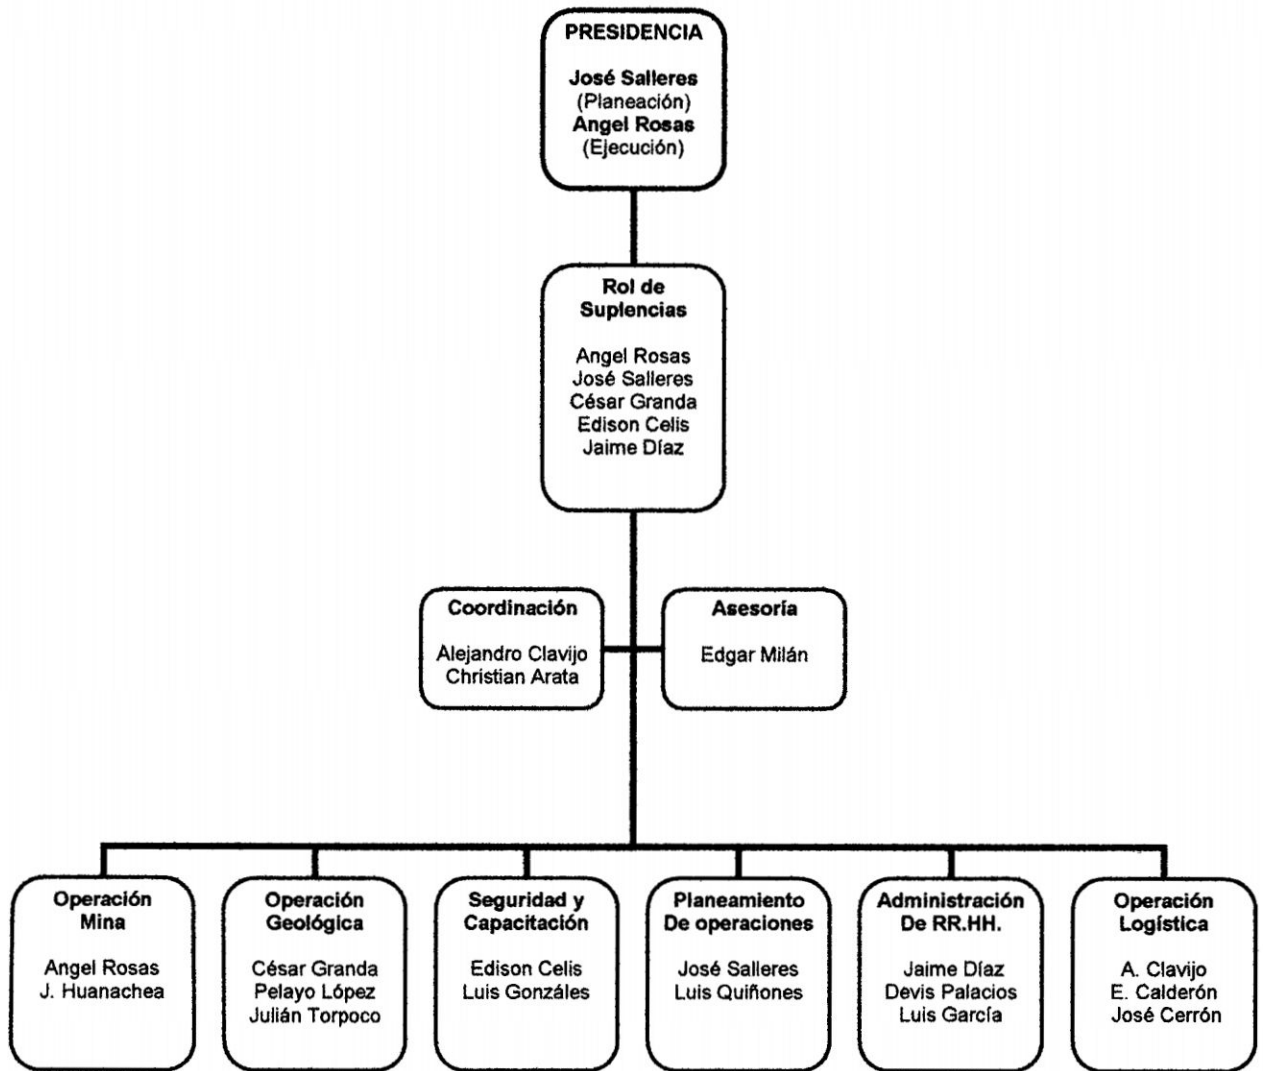 PRESIDENCIA
José Salleres
(Planeación)
Angel Rosas
(Ejecución)
Rol de
Suplencias
Angel Rosas
José Salleres
César Granda
Edison Celis
Jaime Díaz
Coordinación
Alejandro Clavijo
Christian Arata
Asesoría
Edgar Milán
Operación
Mina
Angel Rosas
J. Huanachea
Operación
Geológica
César Granda
Pelayo López
Julián Torpoco
Seguridad y
Capacitación
Edison Celis
Luis Gonzáles
Planeamiento
De operaciones
José Salleres
Luis Quiñones
Administración
De RR.HH.
Jaime Díaz
Devis Palacios
Luis García
Operación
Logística
A. Clavijo
E. Calderón
José Cerrón